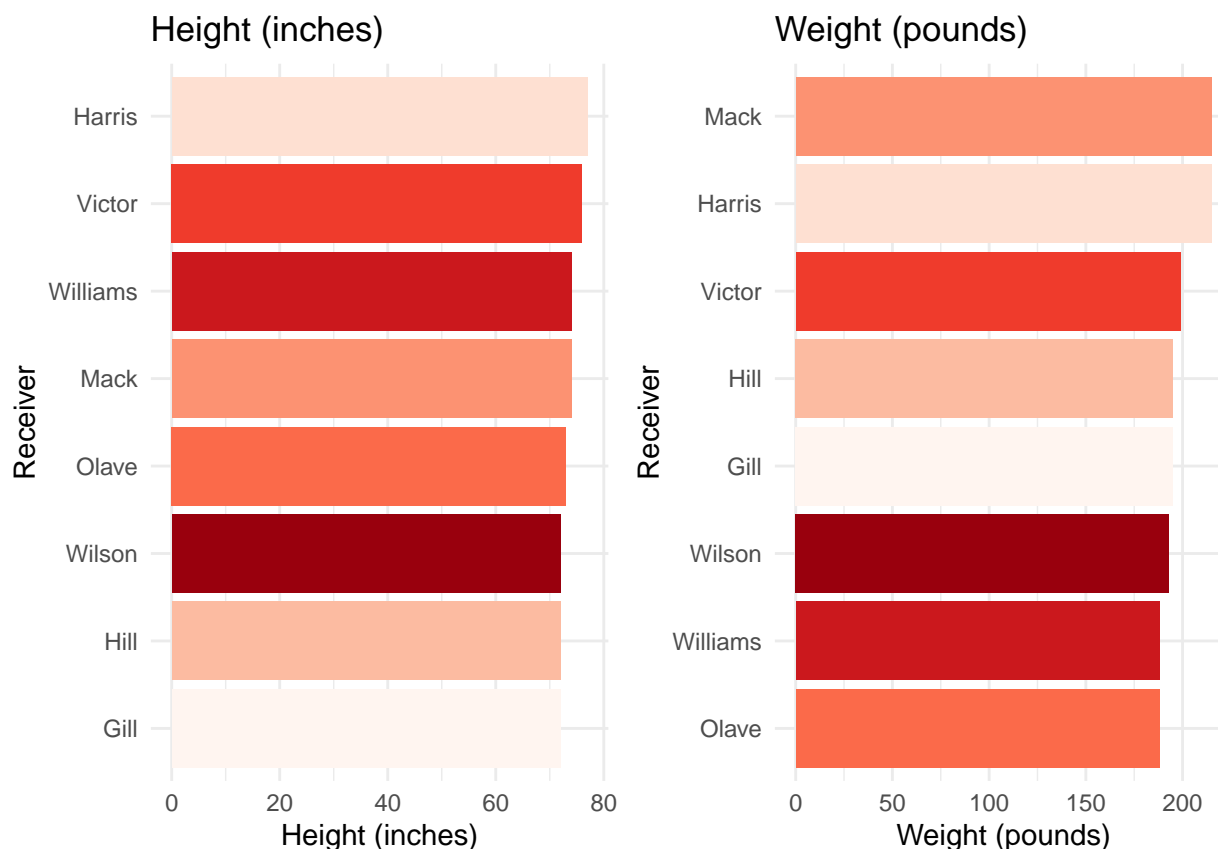 Height (inches)
Harris
Victor
Williams
Mack
Olave
Wilson
Hill
Gill
Receiver
0 20 40 60 80
Height (inches)
Weight (pounds)
Mack
Harris
Victor
Hill
Gill
Wilson
Williams
Olave
Receiver
0 50 100 150 200
Weight (pounds)